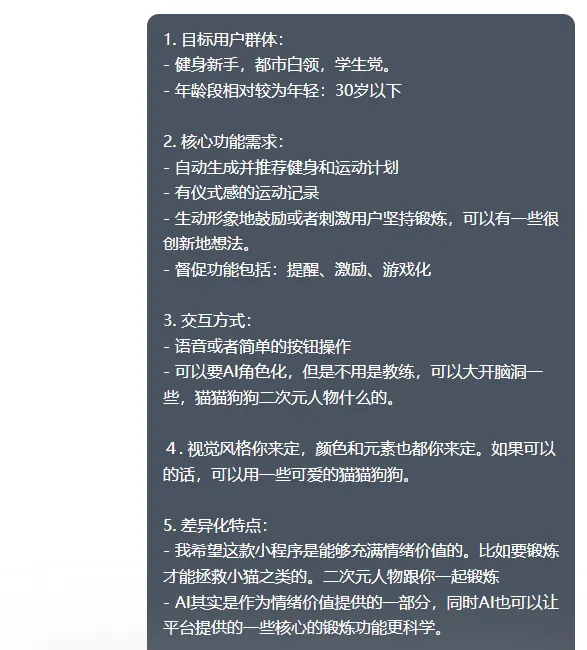 1. 目标用户群体：
- 健身新手，都市白领，学生党。
- 年龄段相对较为年轻：30岁以下
2. 核心功能需求：
- 自动生成并推荐健身和运动计划
- 有仪式感的运动记录
- 生动形象地鼓励或者刺激用户坚持锻炼，可以有一些很
创新地想法。
- 督促功能包括：提醒、激励、游戏化
3. 交互方式：
- 语音或者简单的按钮操作
- 可以要AI角色化，但是不用是教练，可以大开脑洞一
些，猫猫狗狗二次元人物什么的。
４. 视觉风格你来定，颜色和元素也都你来定。如果可以
的话，可以用一些可爱的猫猫狗狗。
5. 差异化特点：
- 我希望这款小程序是能够充满情绪价值的。比如要锻炼
才能拯救小猫之类的。二次元人物跟你一起锻炼
- AI其实是作为情绪价值提供的一部分，同时AI也可以让
平台提供的一些核心的锻炼功能更科学。